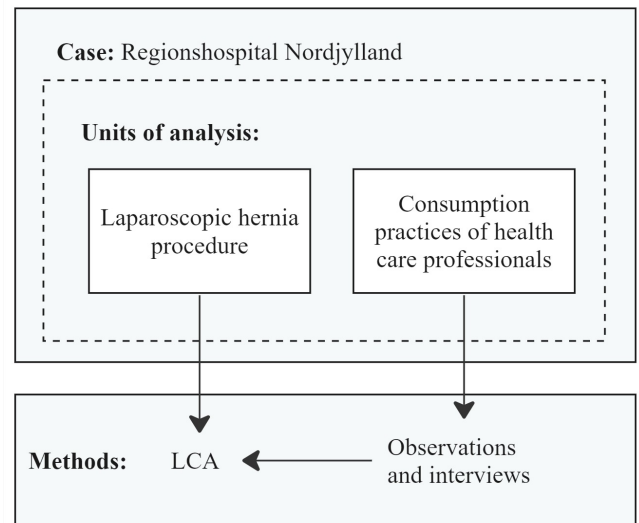 Case: Regionshospital Nordjylland
Units of analysis:
Laparoscopic hernia
procedure
Consumption
practices of health
care professionals
Methods:
LCA
Observations
and interviews